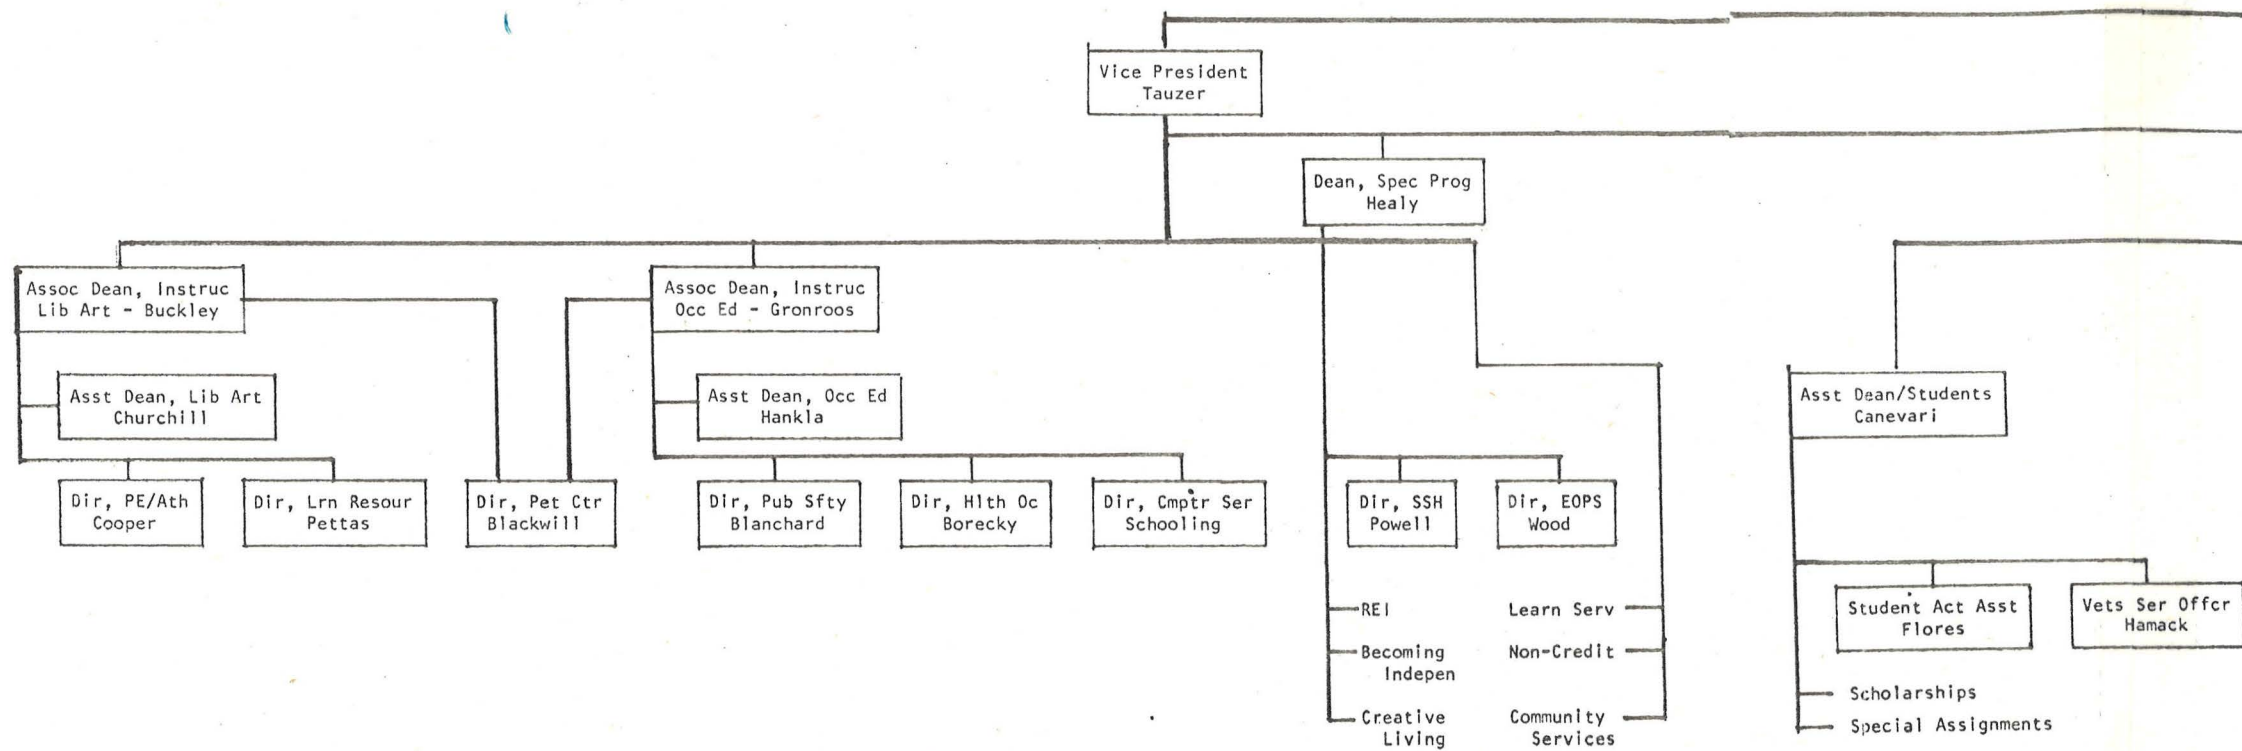 Vice President
Tauzer
Dean, Spec Prog
Healy
Assoc Dean, Instruc
Lib Art - Buckley
Assoc Dean, Instruc
Occ Ed - Gronroos
Asst Dean, Lib Art
Churchill
Asst Dean, Occ Ed
Hankla
Asst Dean/Students
Canevari
Dir, PE/Ath
Cooper
Dir, Lrn Resour
Pettas
Dir, Pet Ctr
Blackwill
Dir, Pub Sfty
Blanchard
Dir, Hlth Oc
Borecky
Dir, Cmptr Ser
Schooling
Dir, SSH
Powell
Dir, EOPS
Wood
REI
Becoming
Indepen
Creative
Living
Learn Serv
Non-Credit
Community
Services
Student Act Asst
Flores
Vets Ser Offcr
Hamack
Scholarships
Special Assignments